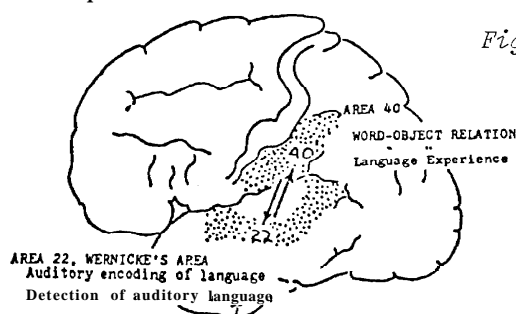 Fig
AREA 40
40
WORD-OBJECT RELATION
Language "Experience"
22
AREA 22, WERNICKE'S AREA
Auditory encoding of language
Detection of auditory language